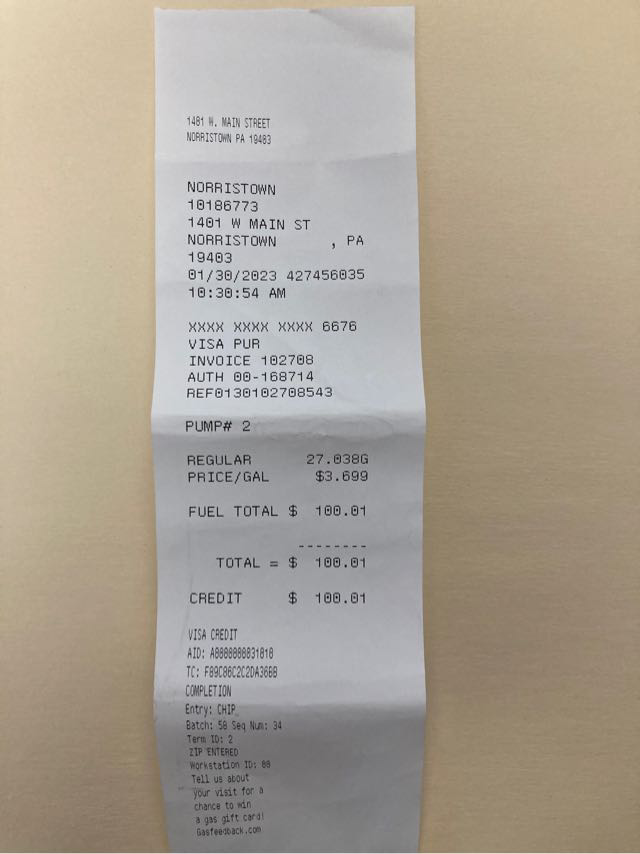 1401 W. MAIN STREET
NORRISTOWN PA 19403
NORRISTOWN
10186773
1401 W MAIN ST
NORRISTOWN , PA
19403
01/30/2023 427456035
10:30:54 AM
XXXX XXXX XXXX 6676
VISA PUR
INVOICE 102708
AUTH 00-168714
REF0130102708543
PUMP# 2
REGULAR 27.038G
PRICE/GAL $3.699
FUEL TOTAL $ 100.01
--------
TOTAL = $ 100.01
CREDIT $ 100.01
VISA CREDIT
AID:
TC:
COMPLETION
Entry: CHIP
Batch: 58 Seq Num: 34
Term ID: 2
ZIP ENTERED
Workstation ID:
Tell us about
your visit for a
chance to win
a gas gift card!
Gasfeedback.com